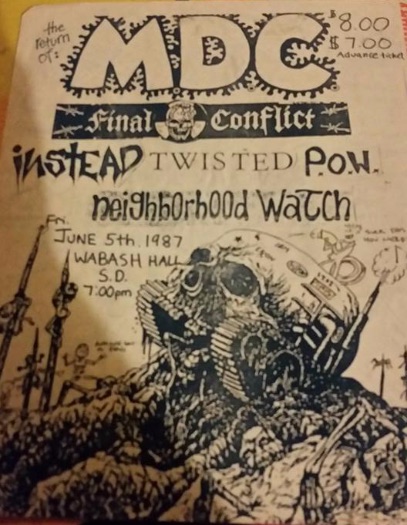 the return of:
MDC
$8.00
$7.00
Advance ticket
Final Conflict
INSTEAD TWISTED P.O.W.
neighborhood Watch
Fri.
JUNE 5th. 1987
WABASH HALL
S.D.
7:00pm